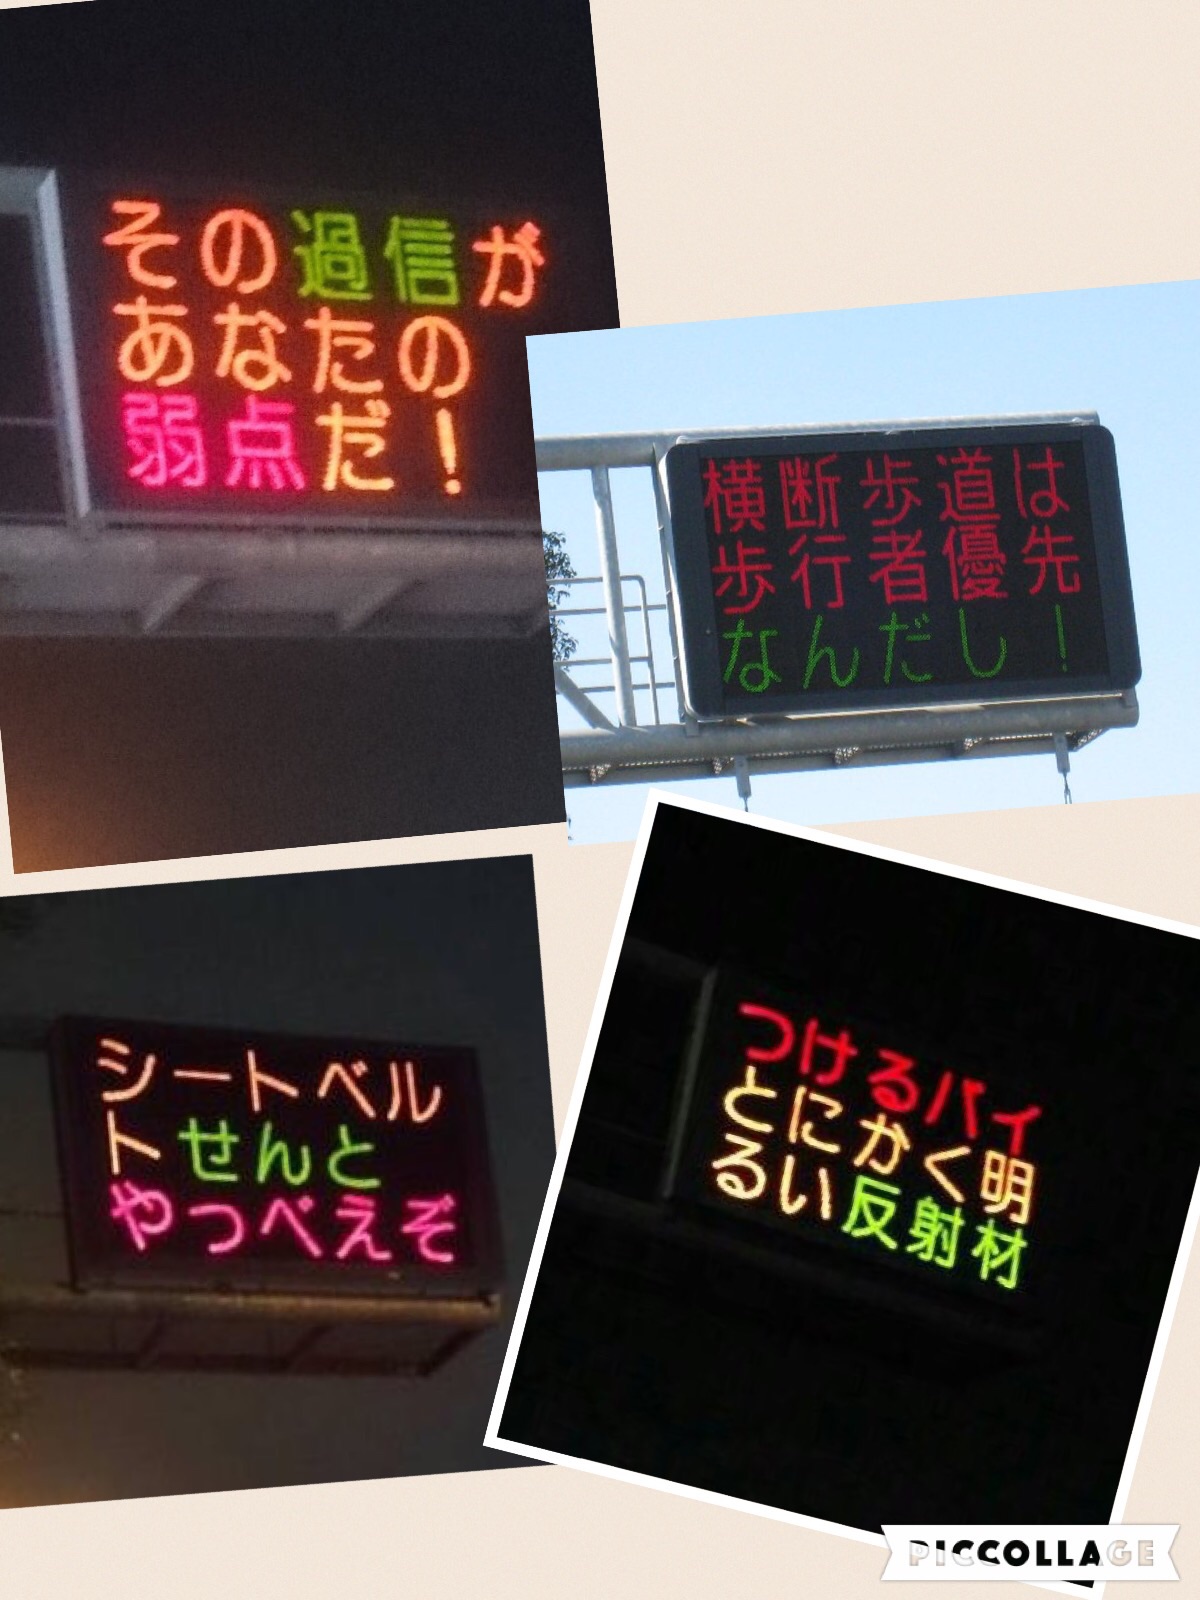 その過信が
あなたの
弱点だ！
横断歩道は
歩行者優先
なんだし！
シートベル
トせんと
やっべえぞ
つけるバイ
とにかく明
るい反射材
PICCOLLAGE